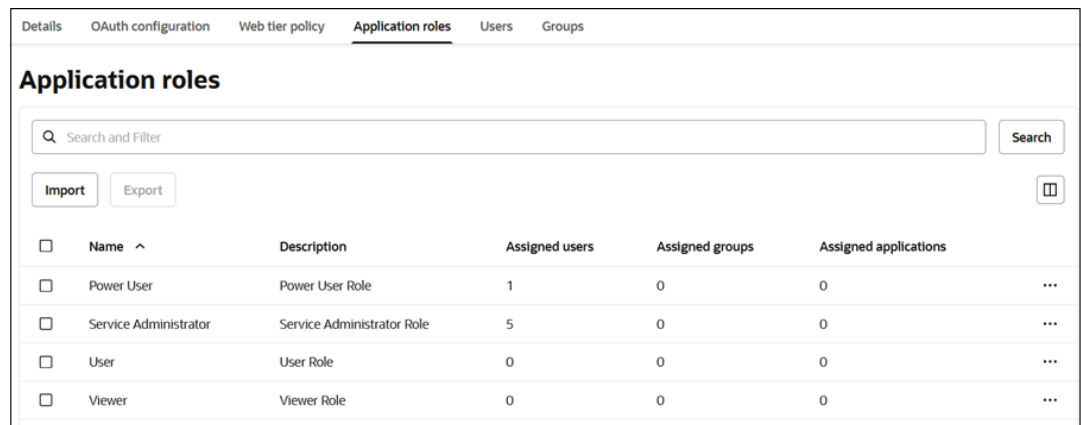 Details OAuth configuration Web tier policy Application roles Users Groups
Application roles
Search and Filter Search
Import Export
Name Description Assigned users Assigned groups Assigned applications
Power User Power User Role 1 0 0 ...
Service Administrator Service Administrator Role 5 0 0 ...
User User Role 0 0 0 ...
Viewer Viewer Role 0 0 0 ...